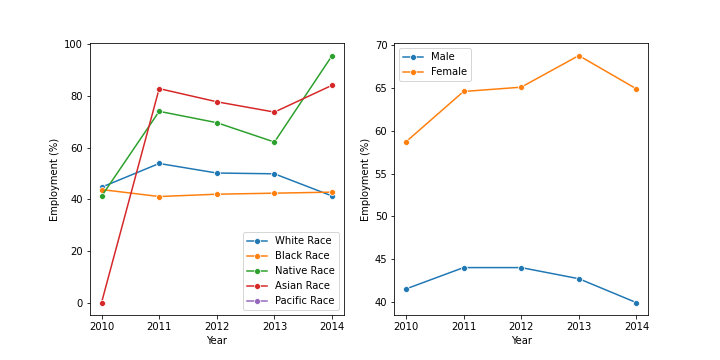 100
80
60
40
20
0
Employment (%)
2010 2011 2012 2013 2014
Year
White Race
Black Race
Native Race
Asian Race
Pacific Race
70
65
60
55
50
45
40
Employment (%)
2010 2011 2012 2013 2014
Year
Male
Female